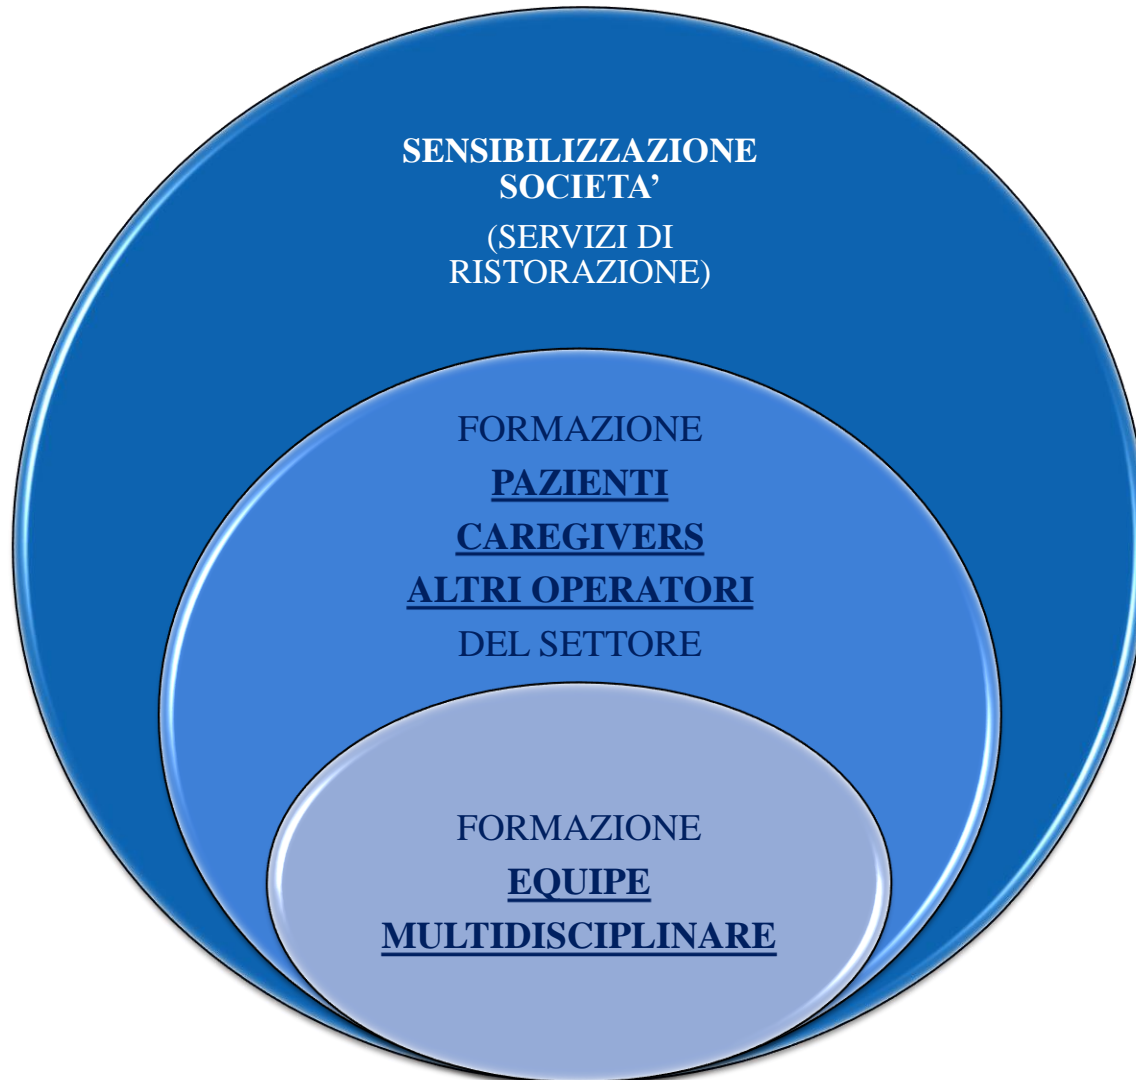 SENSIBILIZZAZIONE
SOCIETA’
(SERVIZI DI
RISTORAZIONE)
FORMAZIONE
PAZIENTI
CAREGIVERS
ALTRI OPERATORI
DEL SETTORE
FORMAZIONE
EQUIPE
MULTIDISCIPLINARE